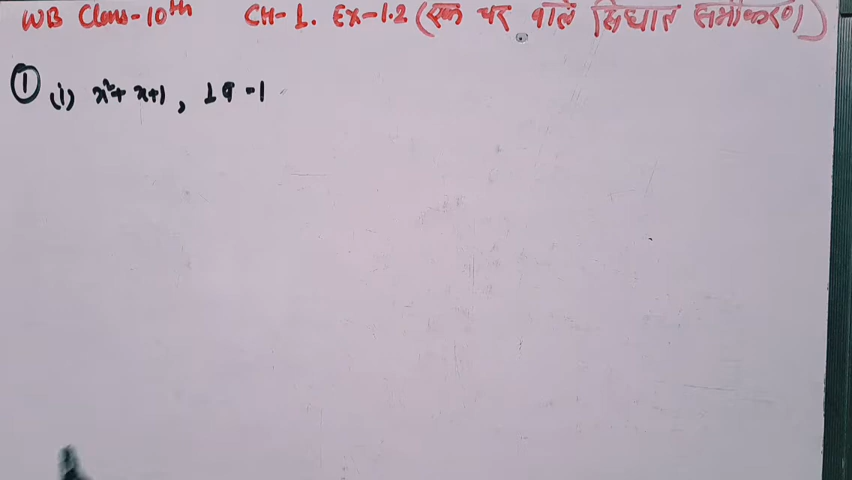 WB Class-10th CH-1. Ex-1.2 (एक चर वाले द्विघात समीकरण)
① (i) x²+x+1, 1 व -1